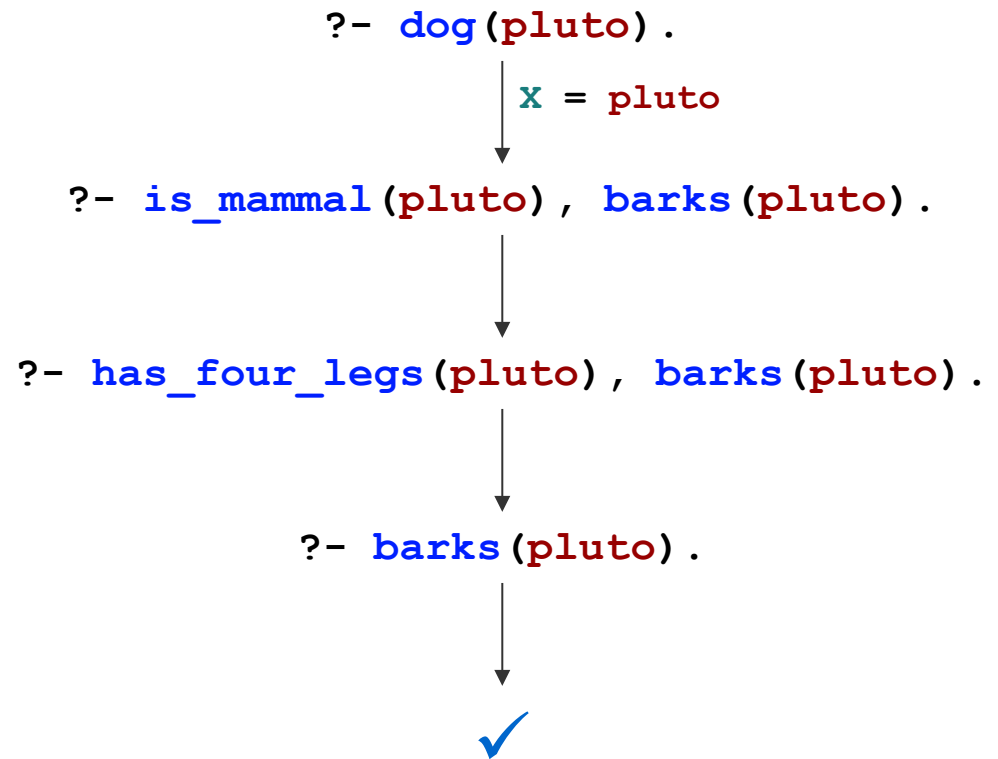 ?- dog(pluto).
X = pluto
?- is_mammal(pluto), barks(pluto).
?- has_four_legs(pluto), barks(pluto).
?- barks(pluto).
✓